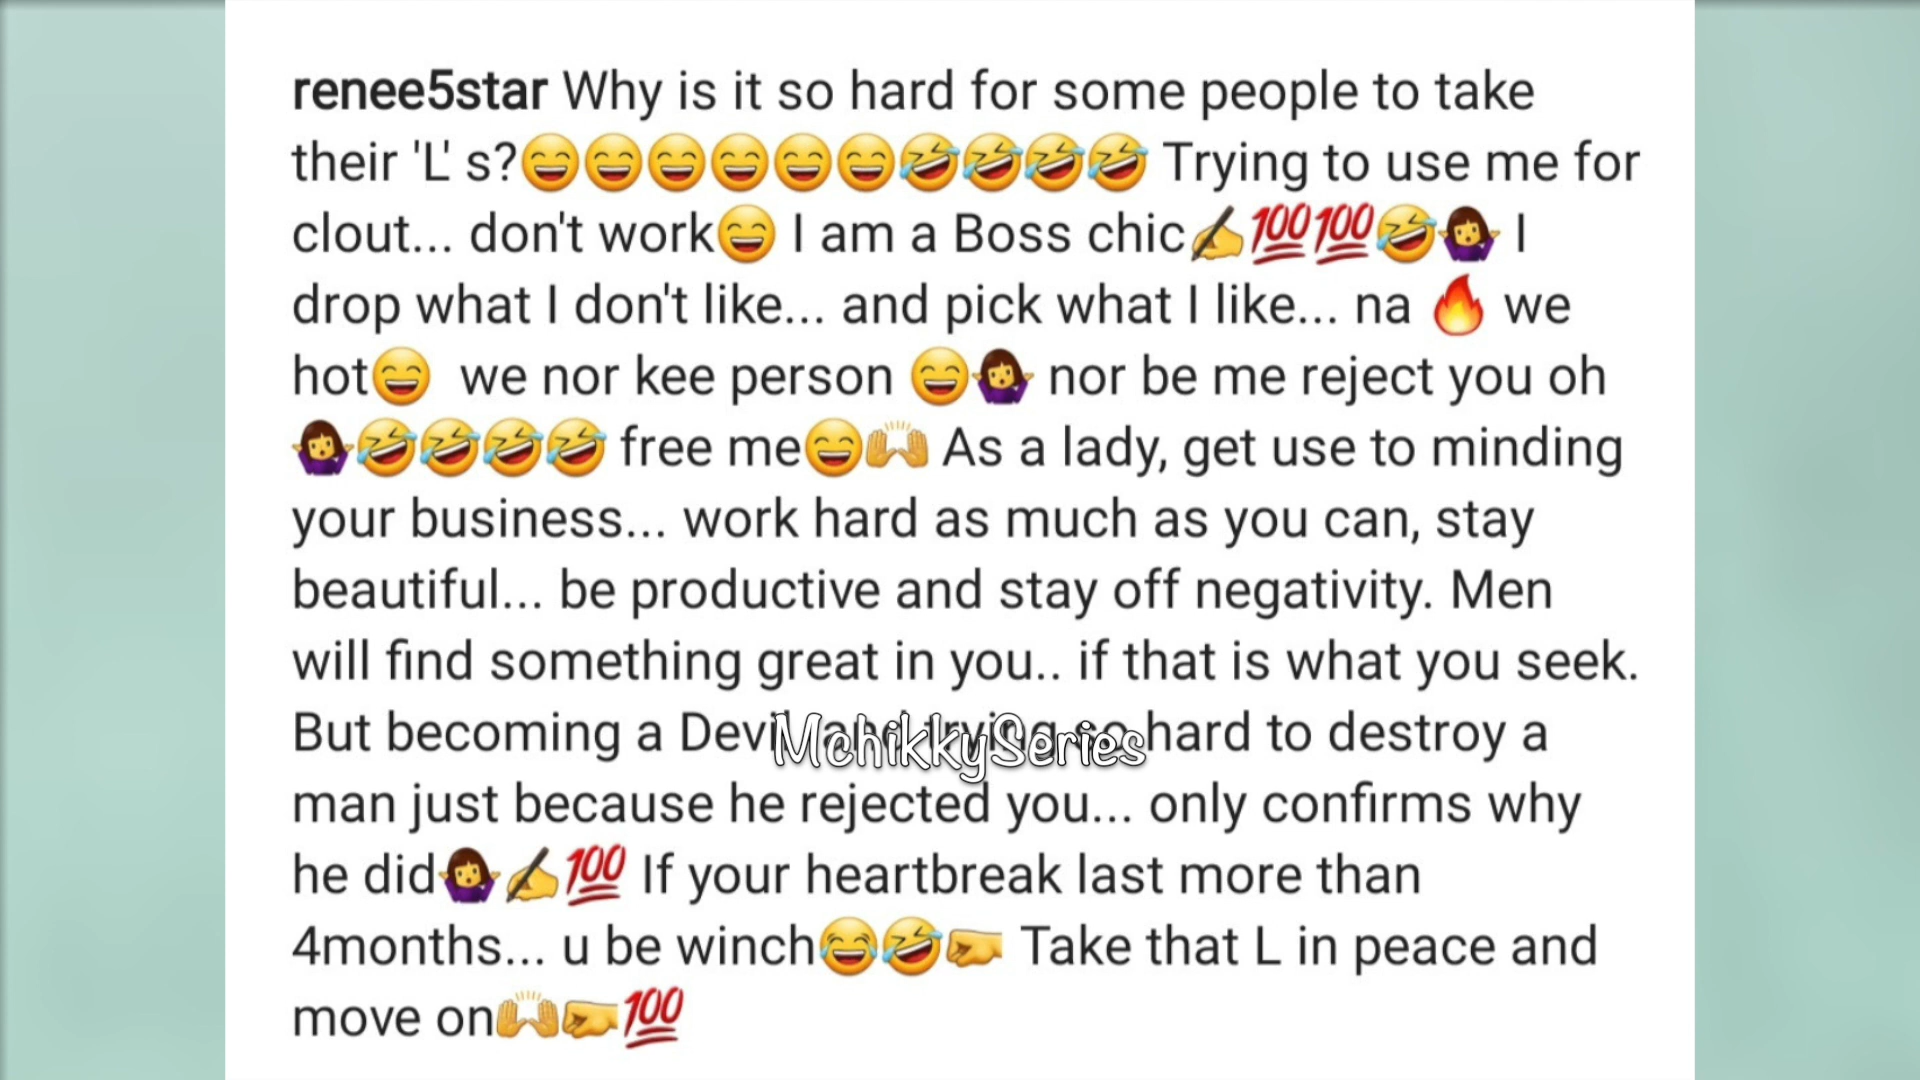 renee5star Why is it so hard for some people to take
their 'L' s?😄😄😄😄😄😄🤣🤣🤣🤣 Trying to use me for
clout... don't work😄 I am a Boss chic✍💯💯🤣🤷‍♀️ I
drop what I don't like... and pick what I like... na 🔥 we
hot😄 we nor kee person 😄🤷‍♀️ nor be me reject you oh
🤷‍♀️🤣🤣🤣🤣 free me😄🙌 As a lady, get use to minding
your business... work hard as much as you can, stay
beautiful... be productive and stay off negativity. Men
will find something great in you.. if that is what you seek.
But becoming a Devil and trying so hard to destroy a
MchikkySeries
man just because he rejected you... only confirms why
he did🤷‍♀️✍💯 If your heartbreak last more than
4months... u be winch😂🤣🤛 Take that L in peace and
move on🙌🤛💯